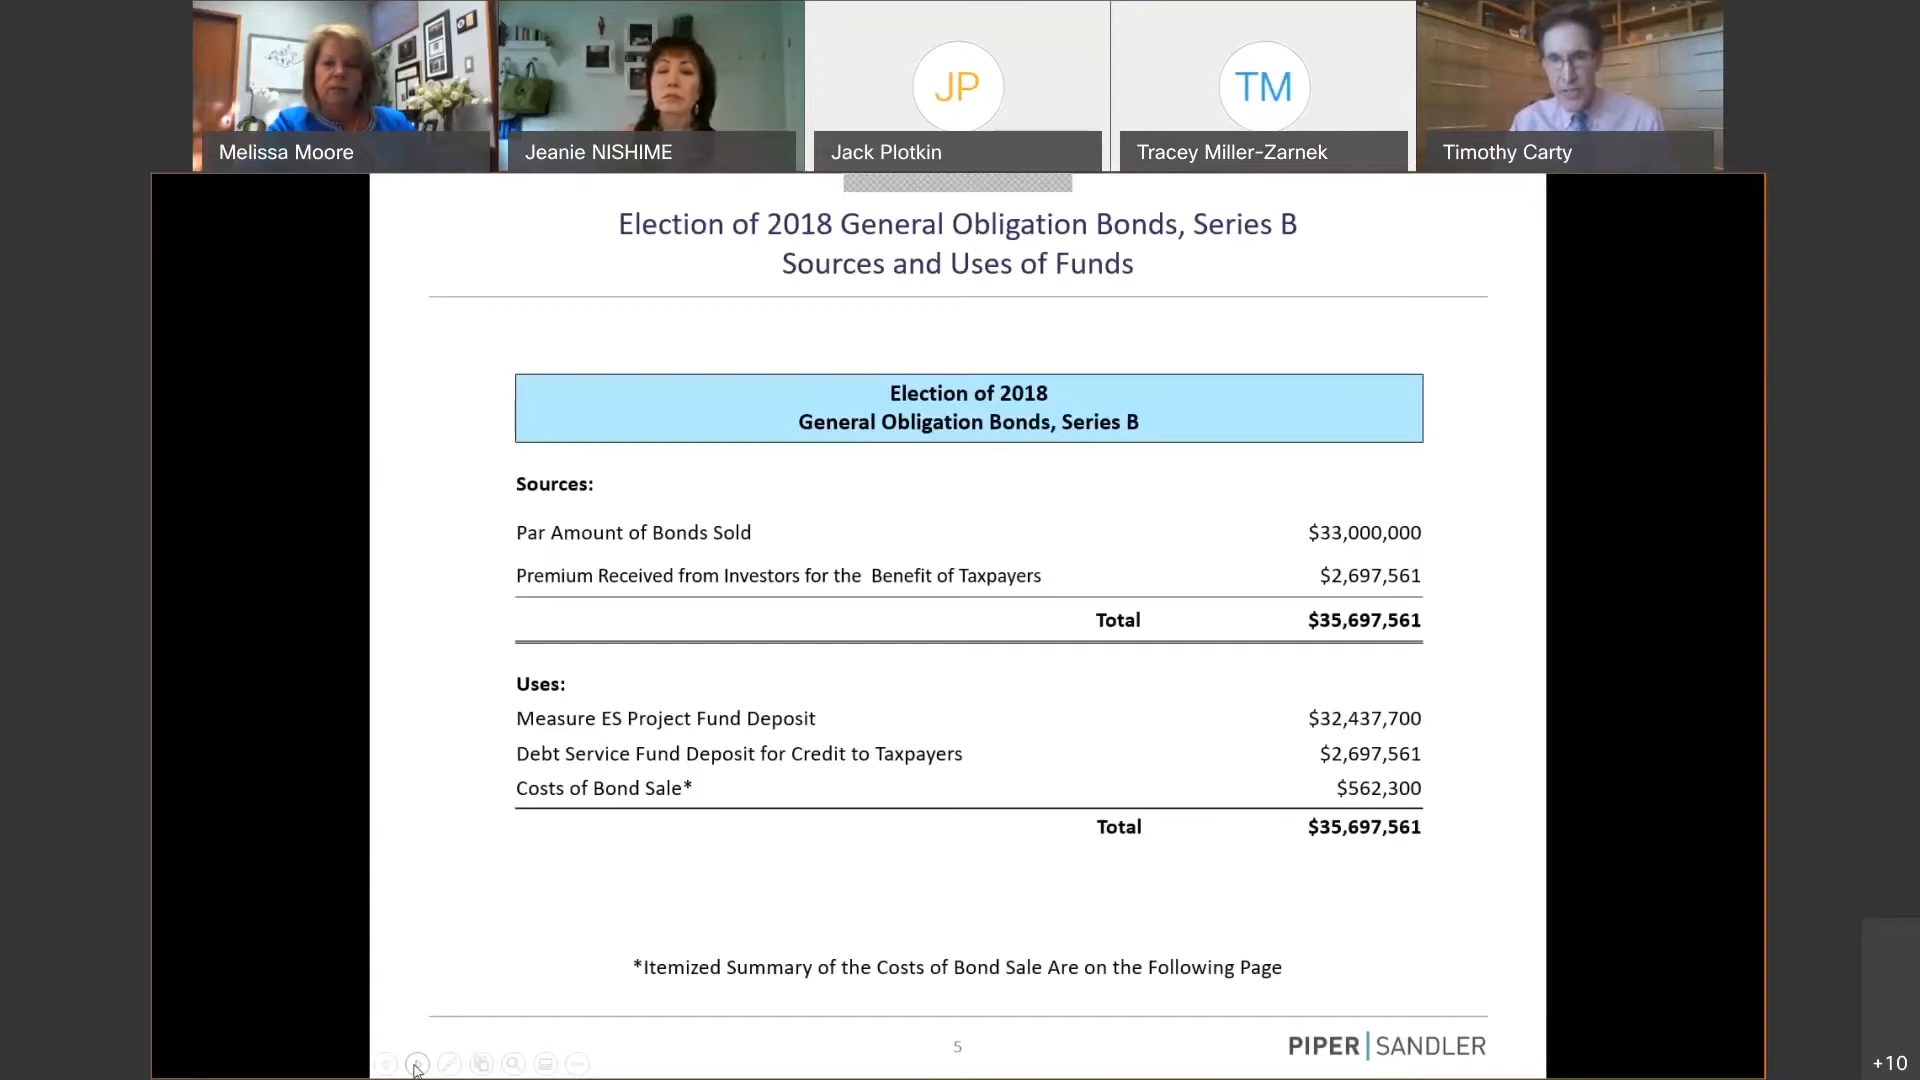 Melissa Moore
Jeanie NISHIME
JP
Jack Plotkin
TM
Tracey Miller-Zarnek
Timothy Carty
Election of 2018 General Obligation Bonds, Series B
Sources and Uses of Funds
Election of 2018
General Obligation Bonds, Series B
Sources:
Par Amount of Bonds Sold $33,000,000
Premium Received from Investors for the Benefit of Taxpayers $2,697,561
Total $35,697,561
Uses:
Measure ES Project Fund Deposit $32,437,700
Debt Service Fund Deposit for Credit to Taxpayers $2,697,561
Costs of Bond Sale* $562,300
Total $35,697,561
*Itemized Summary of the Costs of Bond Sale Are on the Following Page
5
PIPER | SANDLER
+10